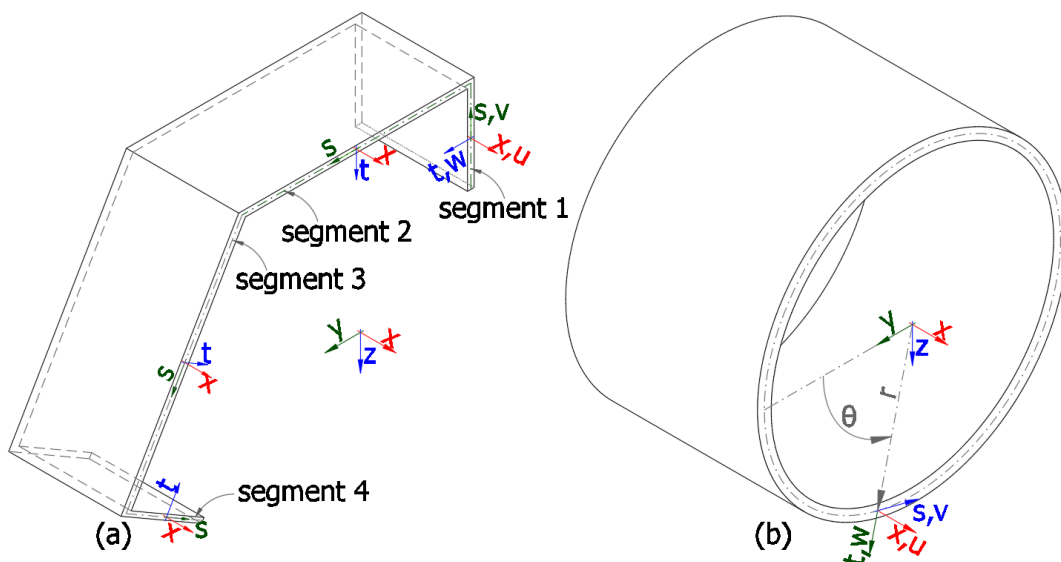 s,v
x,u
t,w
segment 1
s
x
t
segment 2
segment 3
y
x
z
t
s
x
t
segment 4
x
s
(a)
y
x
z
r
θ
s,v
x,u
t,w
(b)